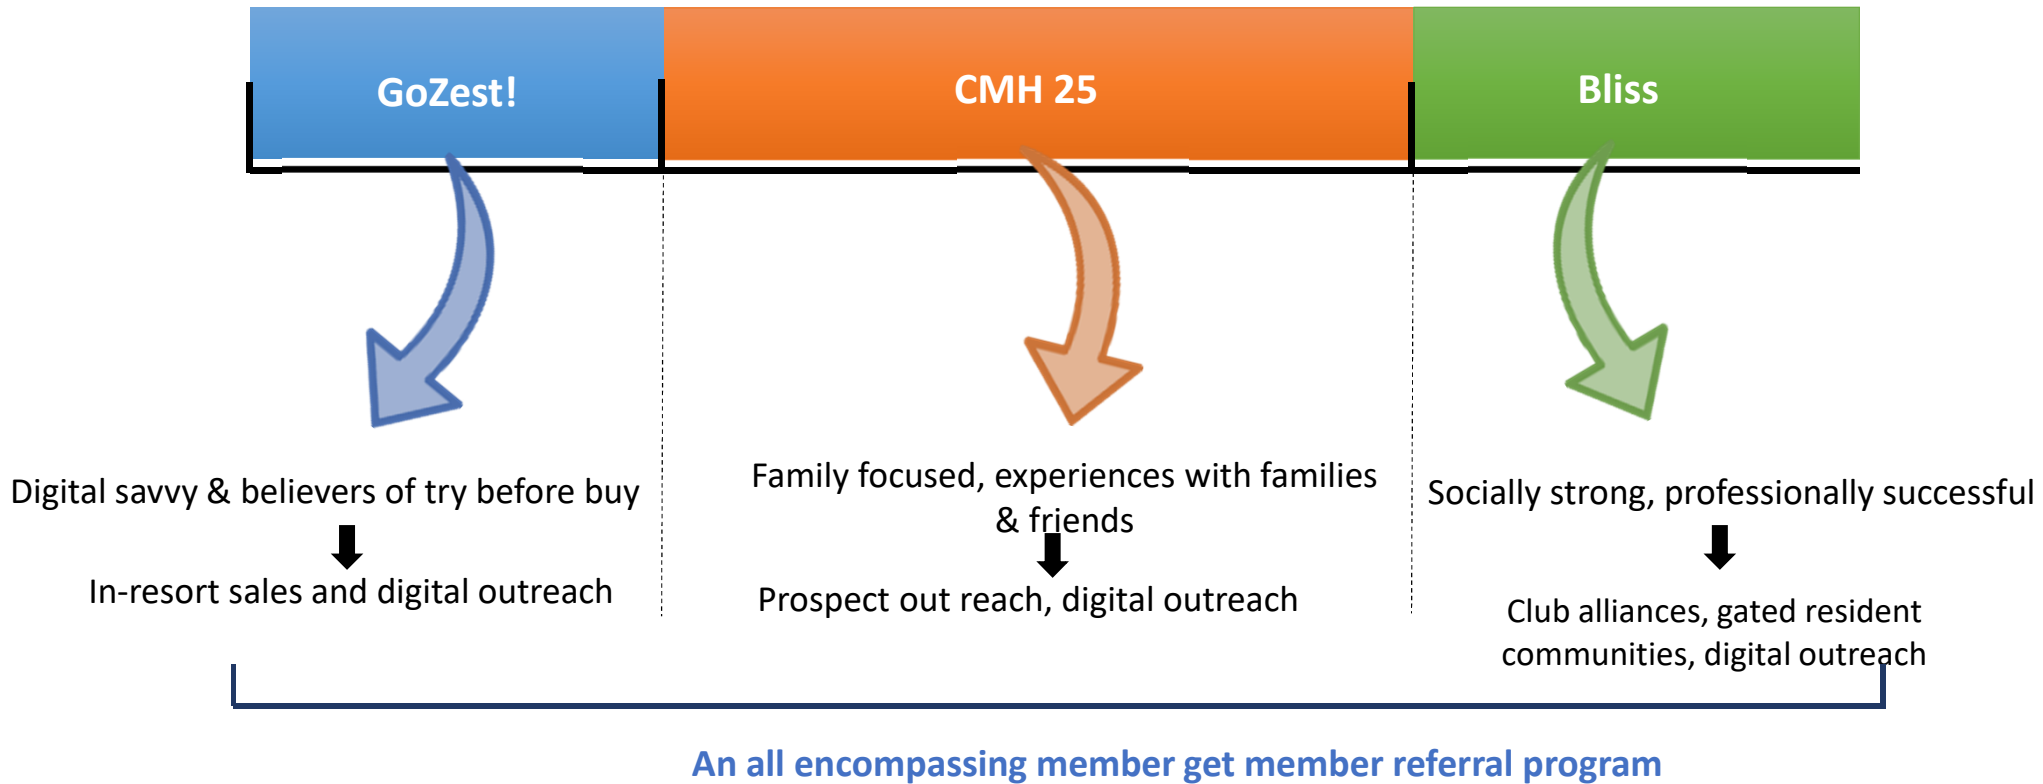 GoZest!
CMH 25
Bliss
Digital savvy & believers of try before buy
In-resort sales and digital outreach
Family focused, experiences with families
& friends
Prospect out reach, digital outreach
Socially strong, professionally successful
Club alliances, gated resident
communities, digital outreach
An all encompassing member get member referral program